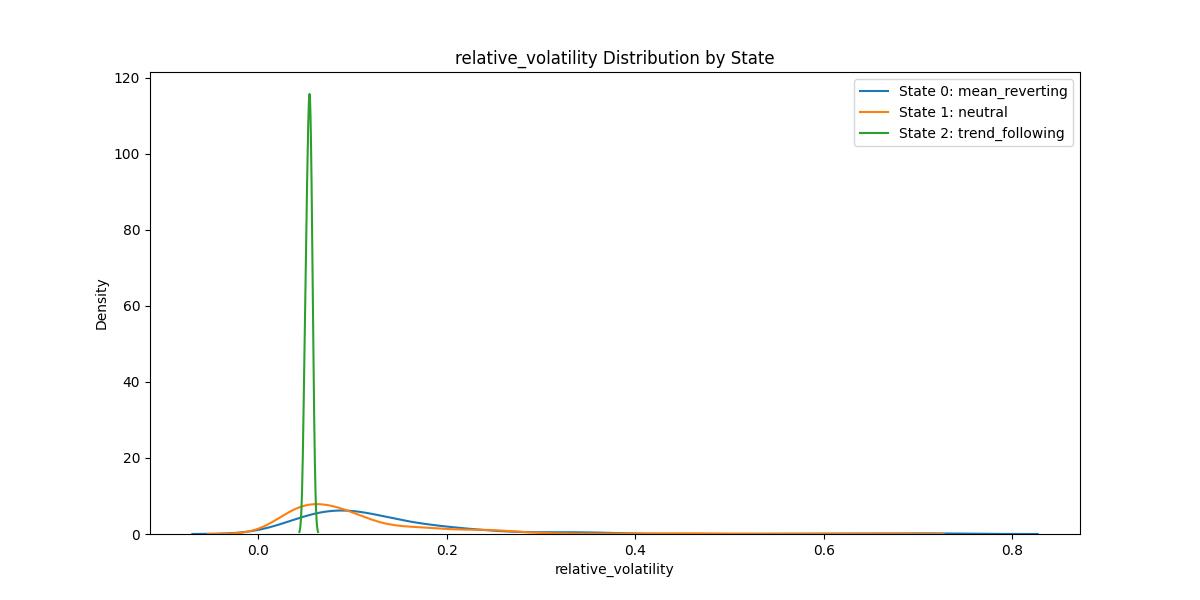 relative_volatility Distribution by State
120
100
80
60
40
20
0
Density
State 0: mean_reverting
State 1: neutral
State 2: trend_following
0.0 0.2 0.4 0.6 0.8
relative_volatility